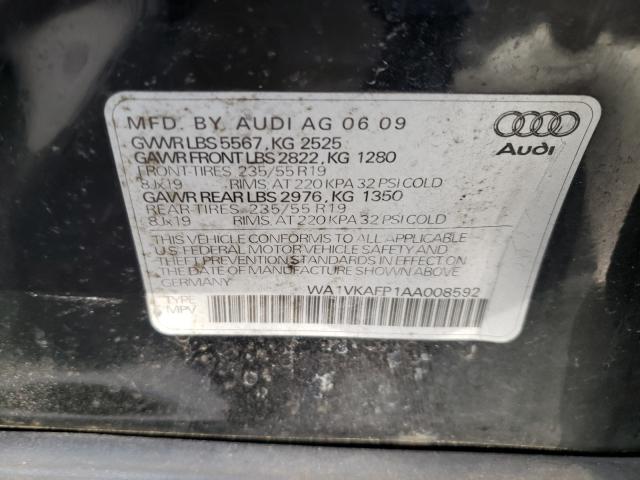 MFD. BY AUDI AG 06 09
GVWR LBS 5567, KG 2525
GAWR FRONT LBS 2822, KG 1280
FRONT-TIRES 235/55 R19
8Jx19 RIMS, AT 220 KPA 32 PSI COLD
GAWR REAR LBS 2976, KG 1350
REAR-TIRES 235/55 R19
8Jx19 RIMS, AT 220 KPA 32 PSI COLD
Audi
THIS VEHICLE CONFORMS TO ALL APPLICABLE
U.S FEDERAL MOTOR VEHICLE SAFETY AND
THEFT PREVENTION STANDARDS IN EFFECT ON
THE DATE OF MANUFACTURE SHOWN ABOVE.
GERMANY
WA1VKAFP1AA008592
TYPE
MPV